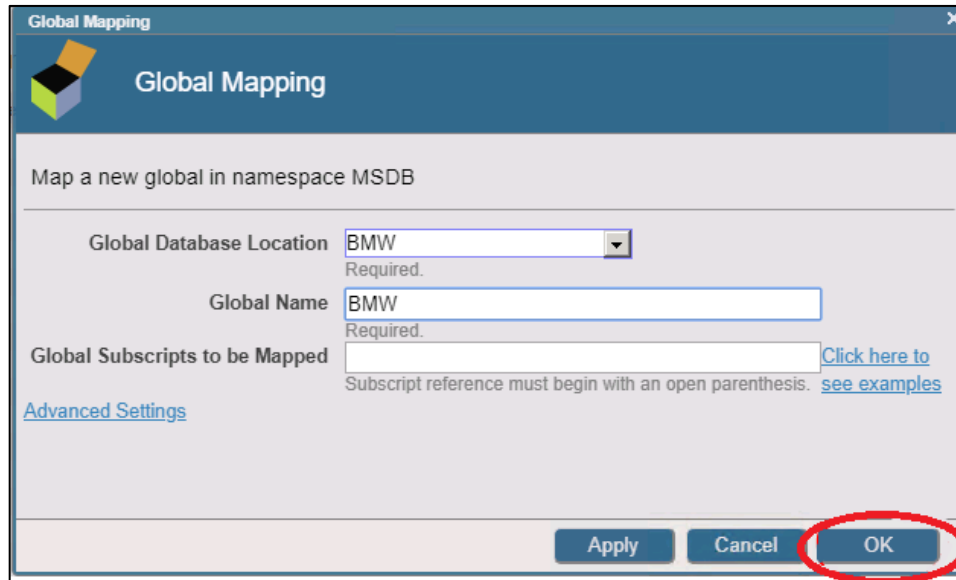 Global Mapping
Global Mapping
Map a new global in namespace MSDB
Global Database Location BMW
Required.
Global Name BMW
Required.
Global Subscripts to be Mapped Click here to
Subscript reference must begin with an open parenthesis. see examples
Advanced Settings
Apply Cancel OK